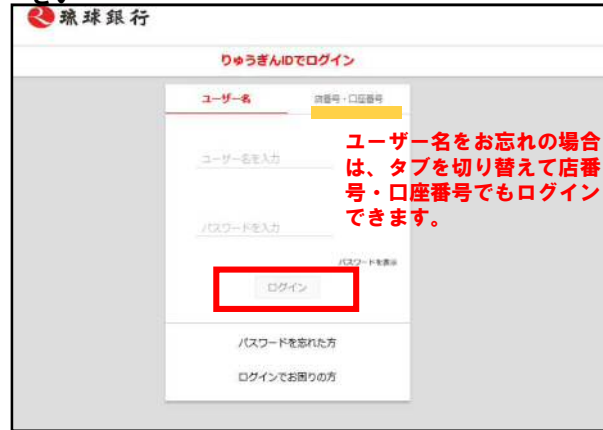 さい
琉球銀行
りゅうぎんIDでログイン
ユーザー名
店番号・口座番号
ユーザー名を入力
ユーザー名をお忘れの場合
は、タブを切り替えて店番
号・口座番号でもログイン
できます。
パスワードを入力
パスワードを表示
ログイン
パスワードを忘れた方
ログインでお困りの方